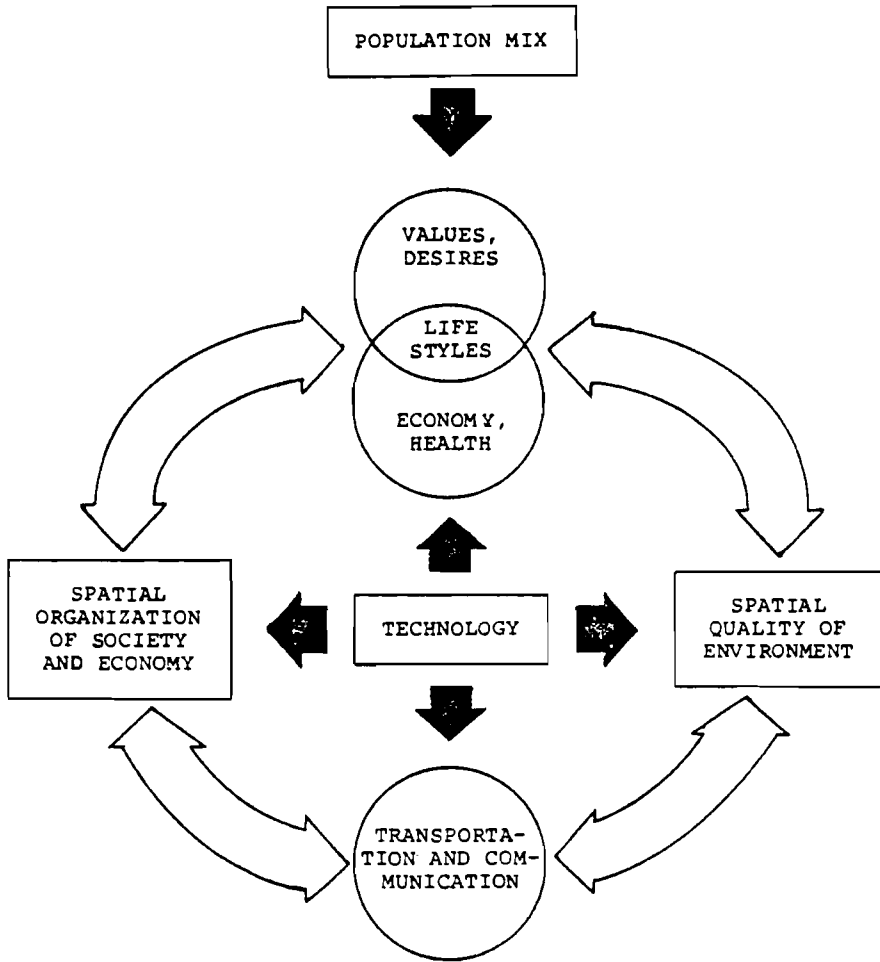 POPULATION MIX
VALUES,
DESIRES
LIFE
STYLES
ECONOMY,
HEALTH
SPATIAL
ORGANIZATION
OF SOCIETY
AND ECONOMY
TECHNOLOGY
SPATIAL
QUALITY OF
ENVIRONMENT
TRANSPORTA-
TION AND COM-
MUNICATION